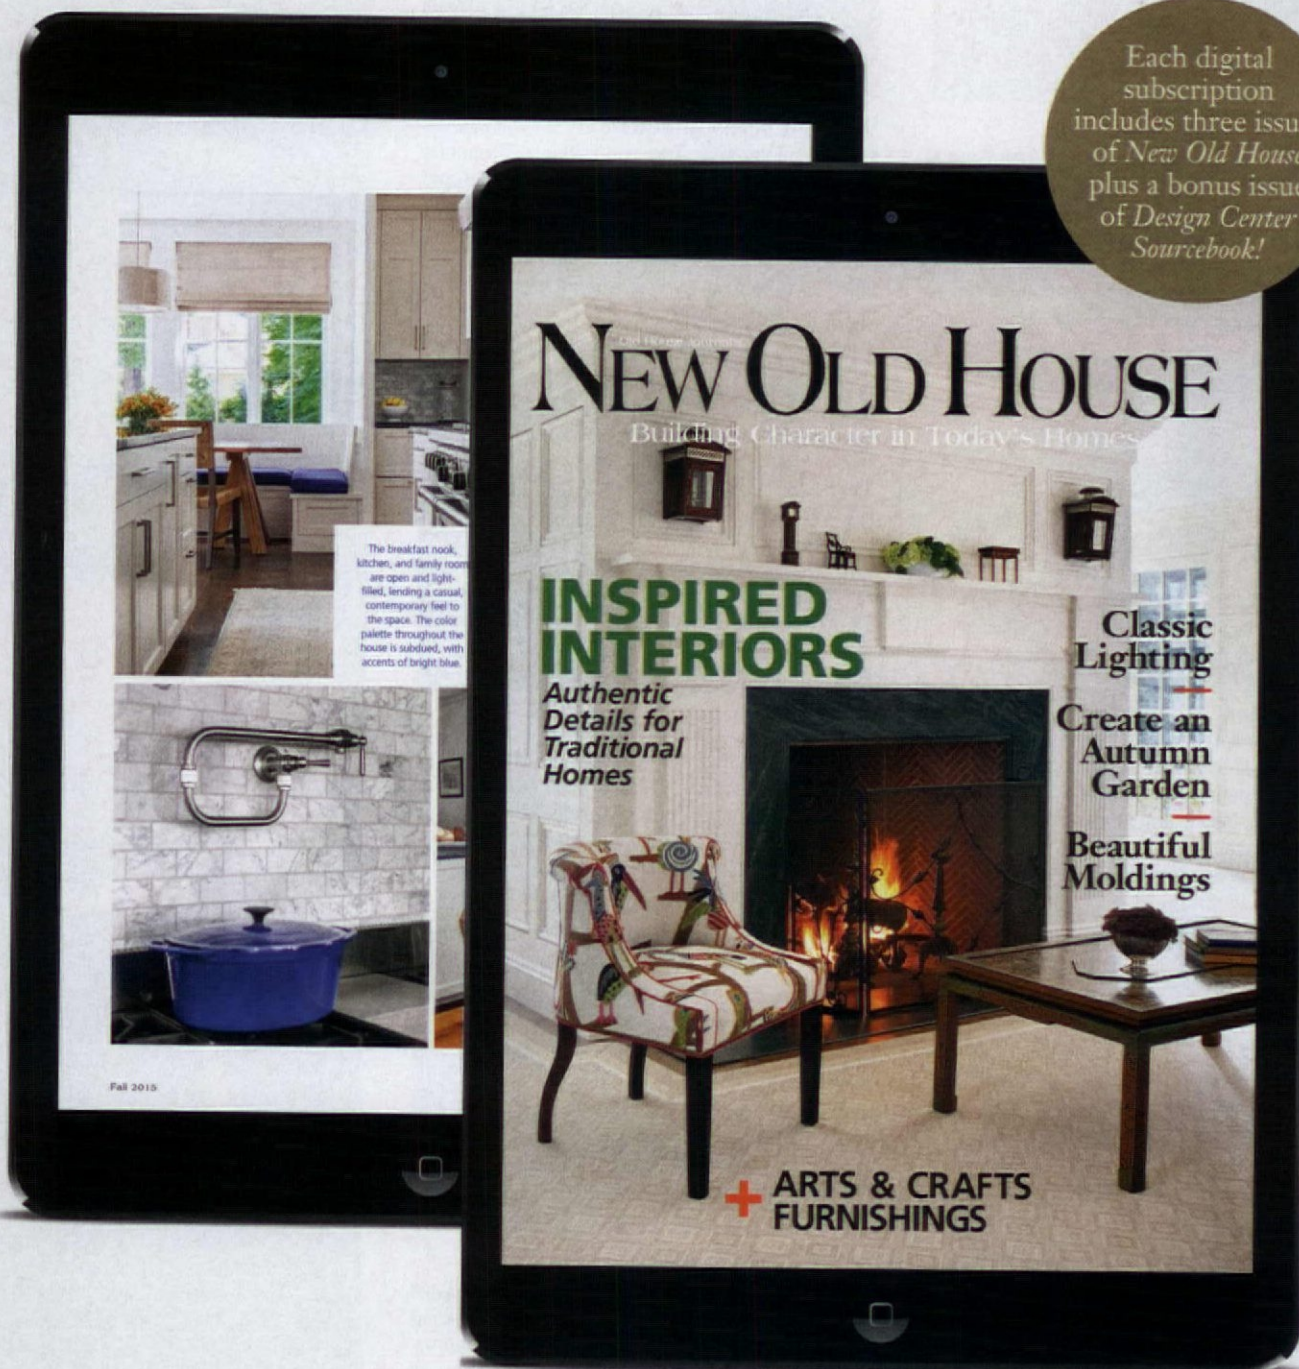 Each digital
subscription
includes three issu
of New Old House
plus a bonus issue
of Design Center
Sourcebook!
Old House Journal's
NEW OLD HOUSE
Building Character in Today's Homes
INSPIRED
INTERIORS
Authentic
Details for
Traditional
Homes
Classic
Lighting
Create an
Autumn
Garden
Beautiful
Moldings
+ ARTS & CRAFTS
FURNISHINGS
The breakfast nook,
kitchen, and family room
are open and light-
filled, lending a casual,
contemporary feel to
the space. The color
palette throughout the
house is subdued, with
accents of bright blue.
Fall 2015